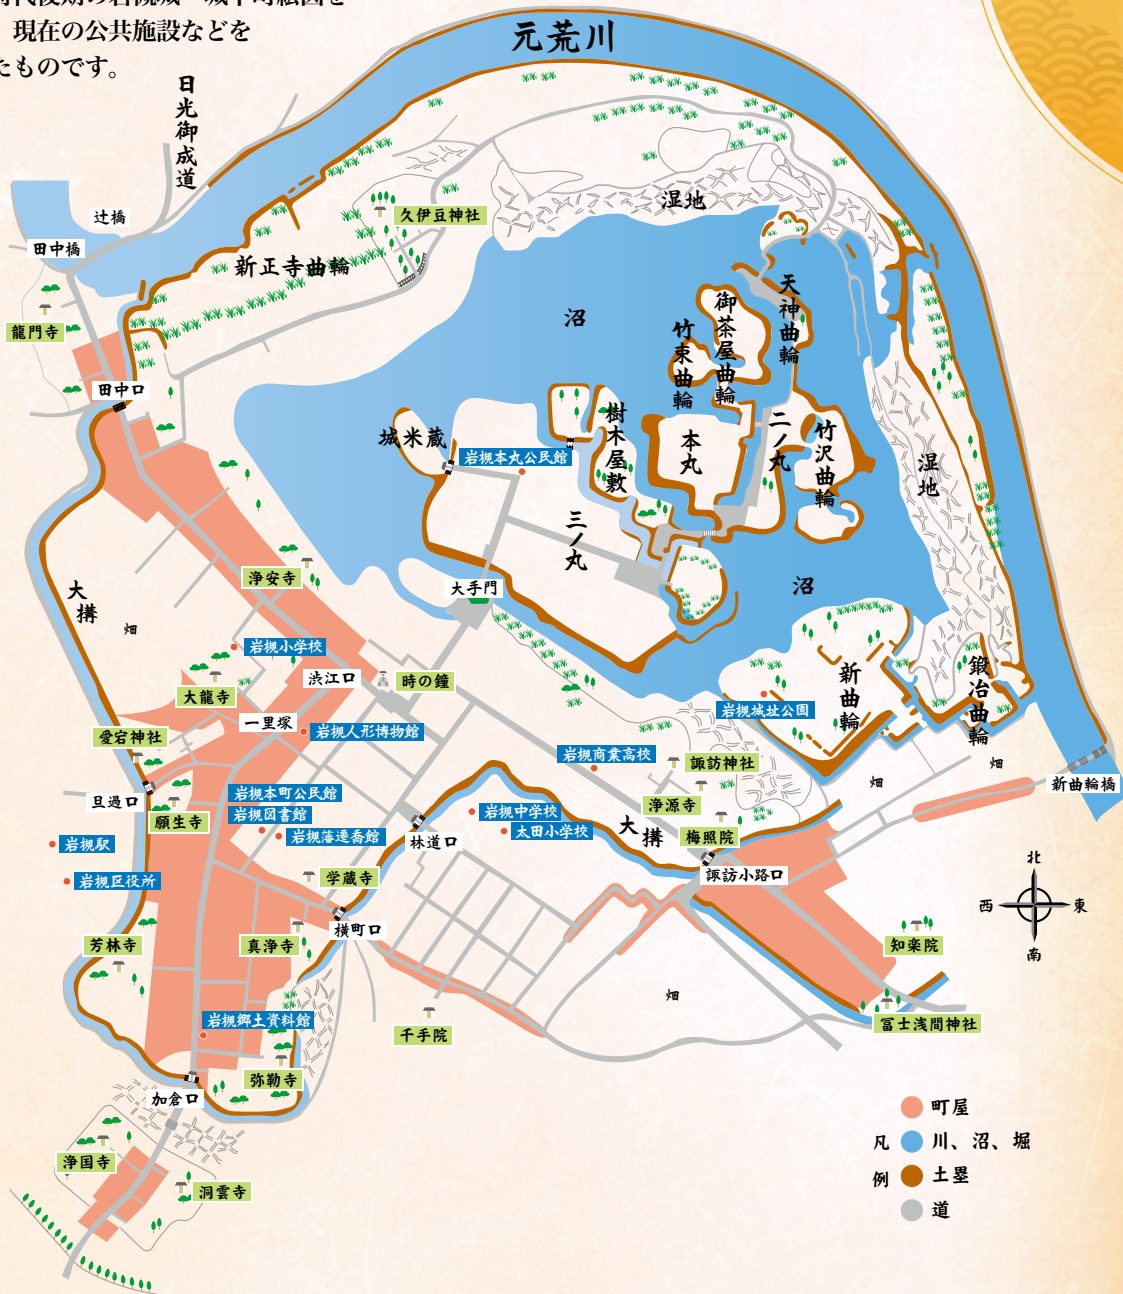 現在の公共施設などを
たものです。
元荒川
日光御成道
辻橋
田中橋
久伊豆神社
湿地
新正寺曲輪
龍門寺
沼
天神曲輪
御茶屋曲輪
竹束曲輪
田中口
城米蔵
岩槻本丸公民館
樹木屋敷
本丸
二ノ丸
竹沢曲輪
湿地
三ノ丸
大構
畑
浄安寺
大手門
沼
岩槻小学校
渋江口
時の鐘
大龍寺
一里塚
岩槻人形博物館
愛宕神社
岩槻城址公園
新曲輪
鍛冶曲輪
岩槻商業高校
諏訪神社
畑
畑
新曲輪橋
旦過口
願生寺
岩槻本町公民館
岩槻図書館
岩槻藩遷喬館
岩槻中学校
太田小学校
浄源寺
大構
梅照院
林道口
岩槻駅
岩槻区役所
学蔵寺
諏訪小路口
横町口
芳林寺
真浄寺
知楽院
畑
岩槻郷土資料館
千手院
冨士浅間神社
弥勒寺
加倉口
浄国寺
洞雲寺
北
西
東
南
凡例
町屋
川、沼、堀
土塁
道